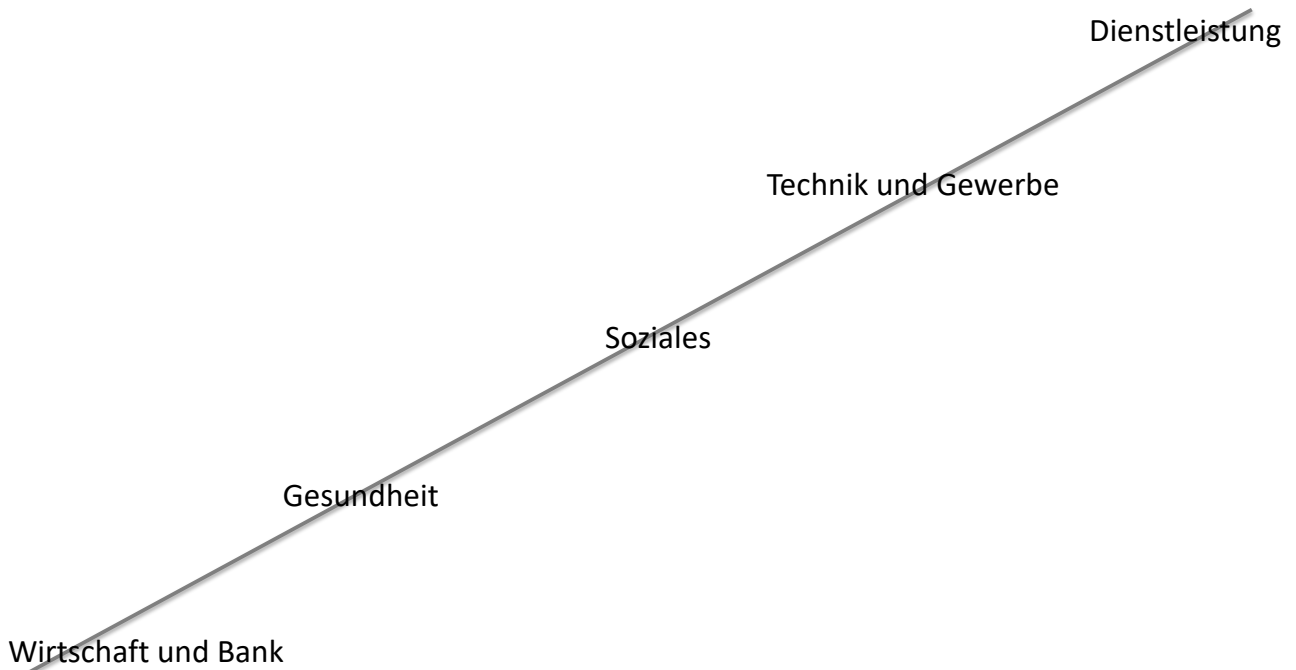 Dienstleistung
Technik und Gewerbe
Soziales
Gesundheit
Wirtschaft und Bank